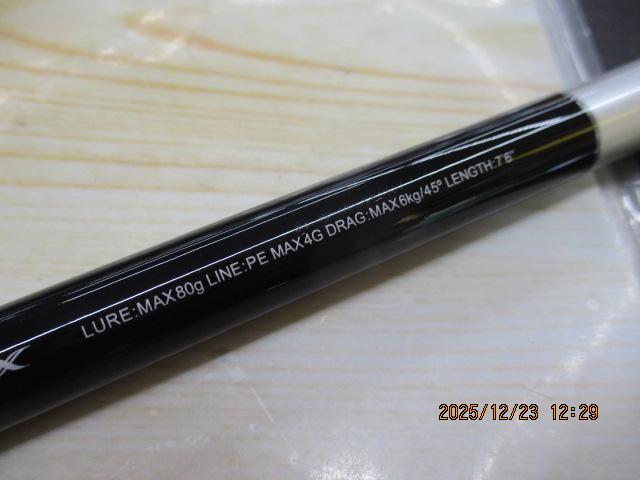 LURE:MAX80g LINE:PE MAX4G DRAG:MAX6kg/45° LENGTH:7'6"
2025/12/23 12:29